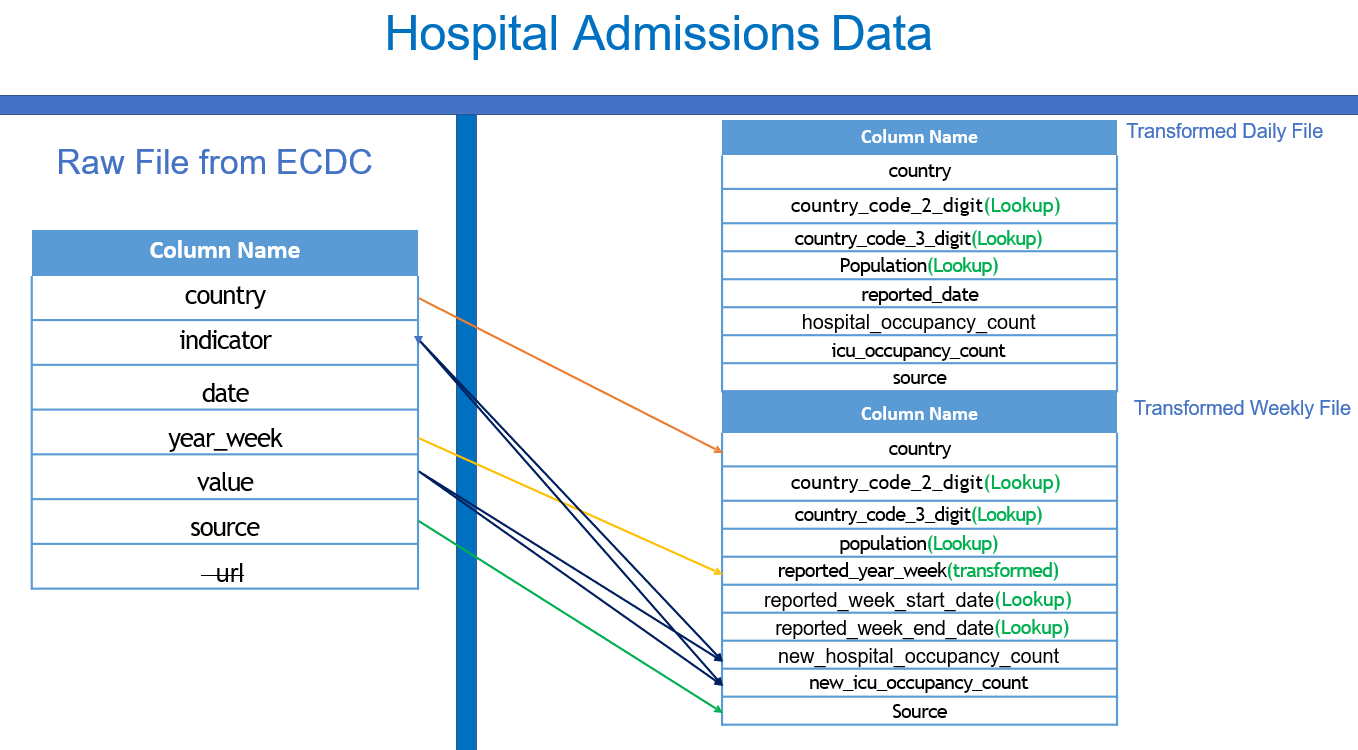 Hospital Admissions Data
Raw File from ECDC
Column Name
country
indicator
date
year_week
value
source
url
Transformed Daily File
Column Name
country
country_code_2_digit(Lookup)
country_code_3_digit(Lookup)
Population(Lookup)
reported_date
hospital_occupancy_count
icu_occupancy_count
source
Transformed Weekly File
Column Name
country
country_code_2_digit(Lookup)
country_code_3_digit(Lookup)
population(Lookup)
reported_year_week(transformed)
reported_week_start_date(Lookup)
reported_week_end_date(Lookup)
new_hospital_occupancy_count
new_icu_occupancy_count
Source